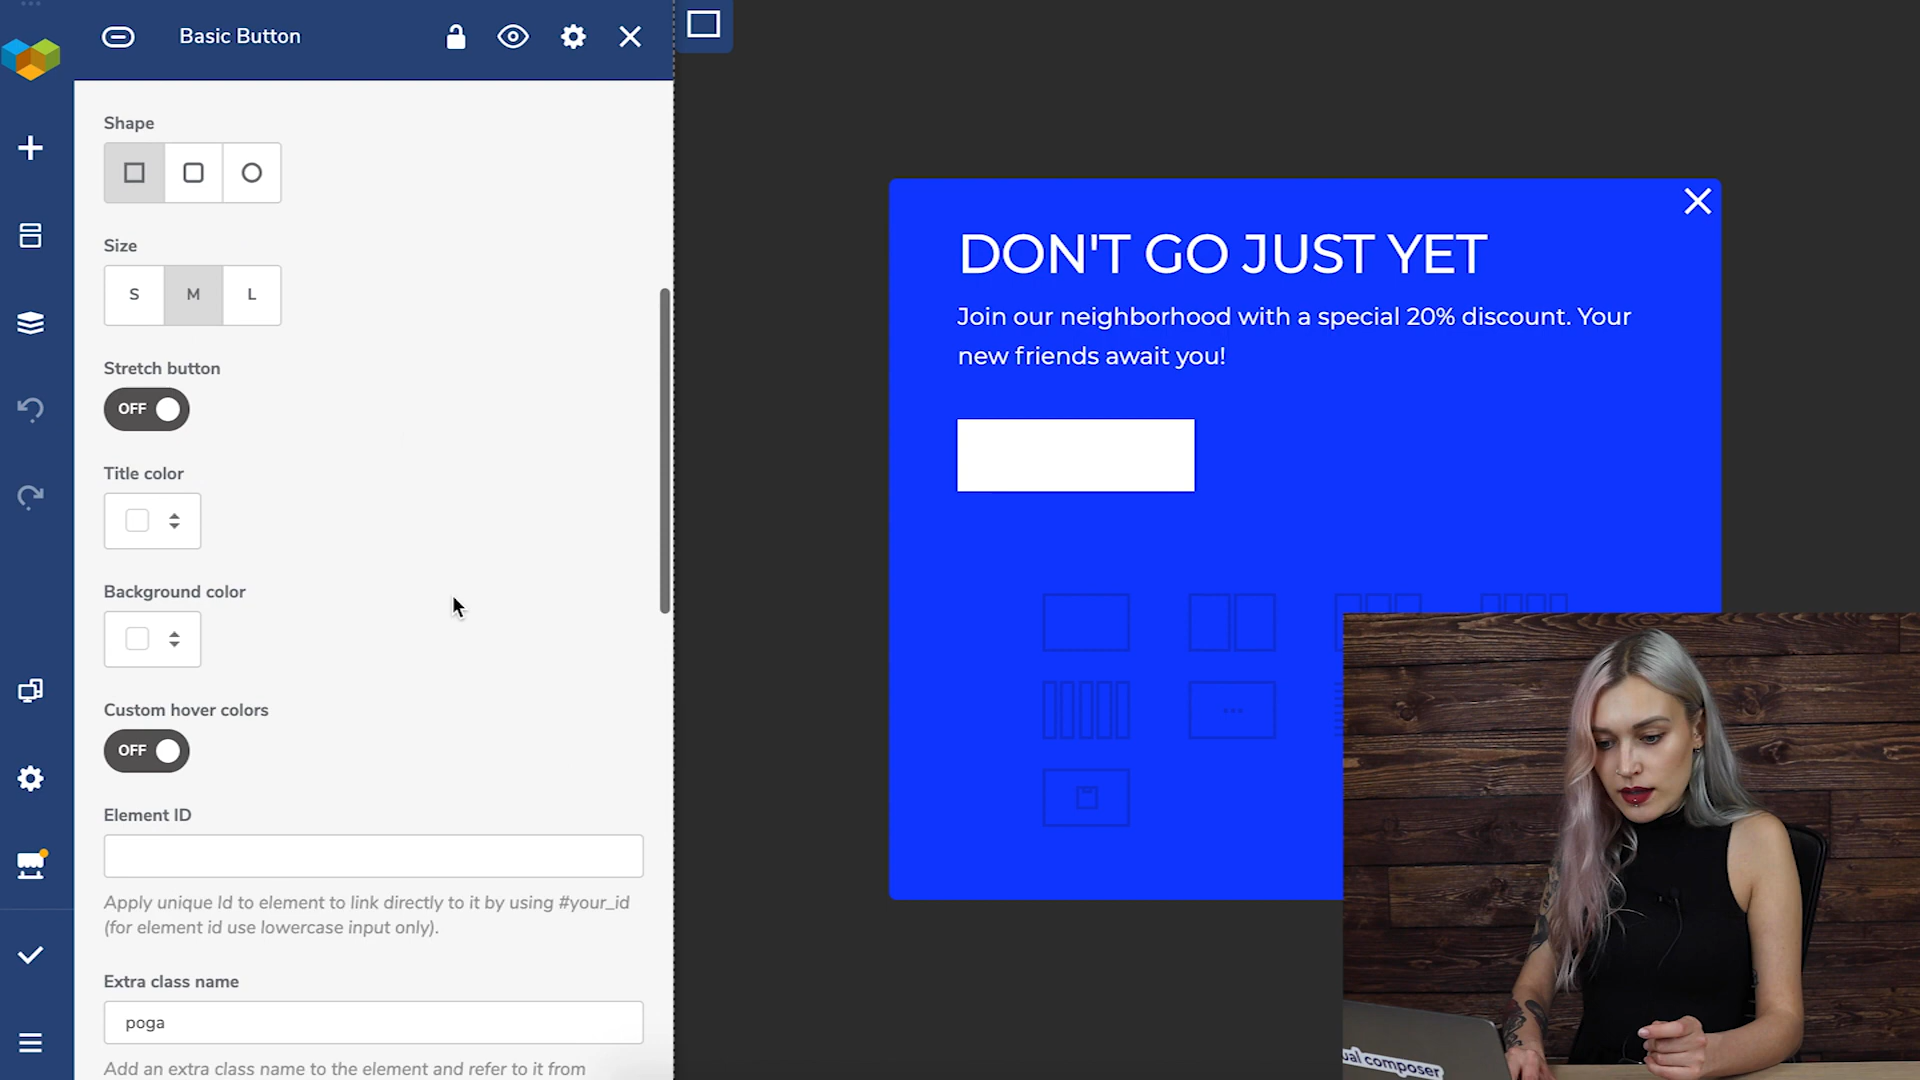 Basic Button
Shape
Size
S
M
L
Stretch button
OFF
Title color
Background color
Custom hover colors
OFF
Element ID
Apply unique Id to element to link directly to it by using #your_id
(for element id use lowercase input only).
Extra class name
poga
Add an extra class name to the element and refer to it from
DON'T GO JUST YET
Join our neighborhood with a special 20% discount. Your
new friends await you!
ual composer